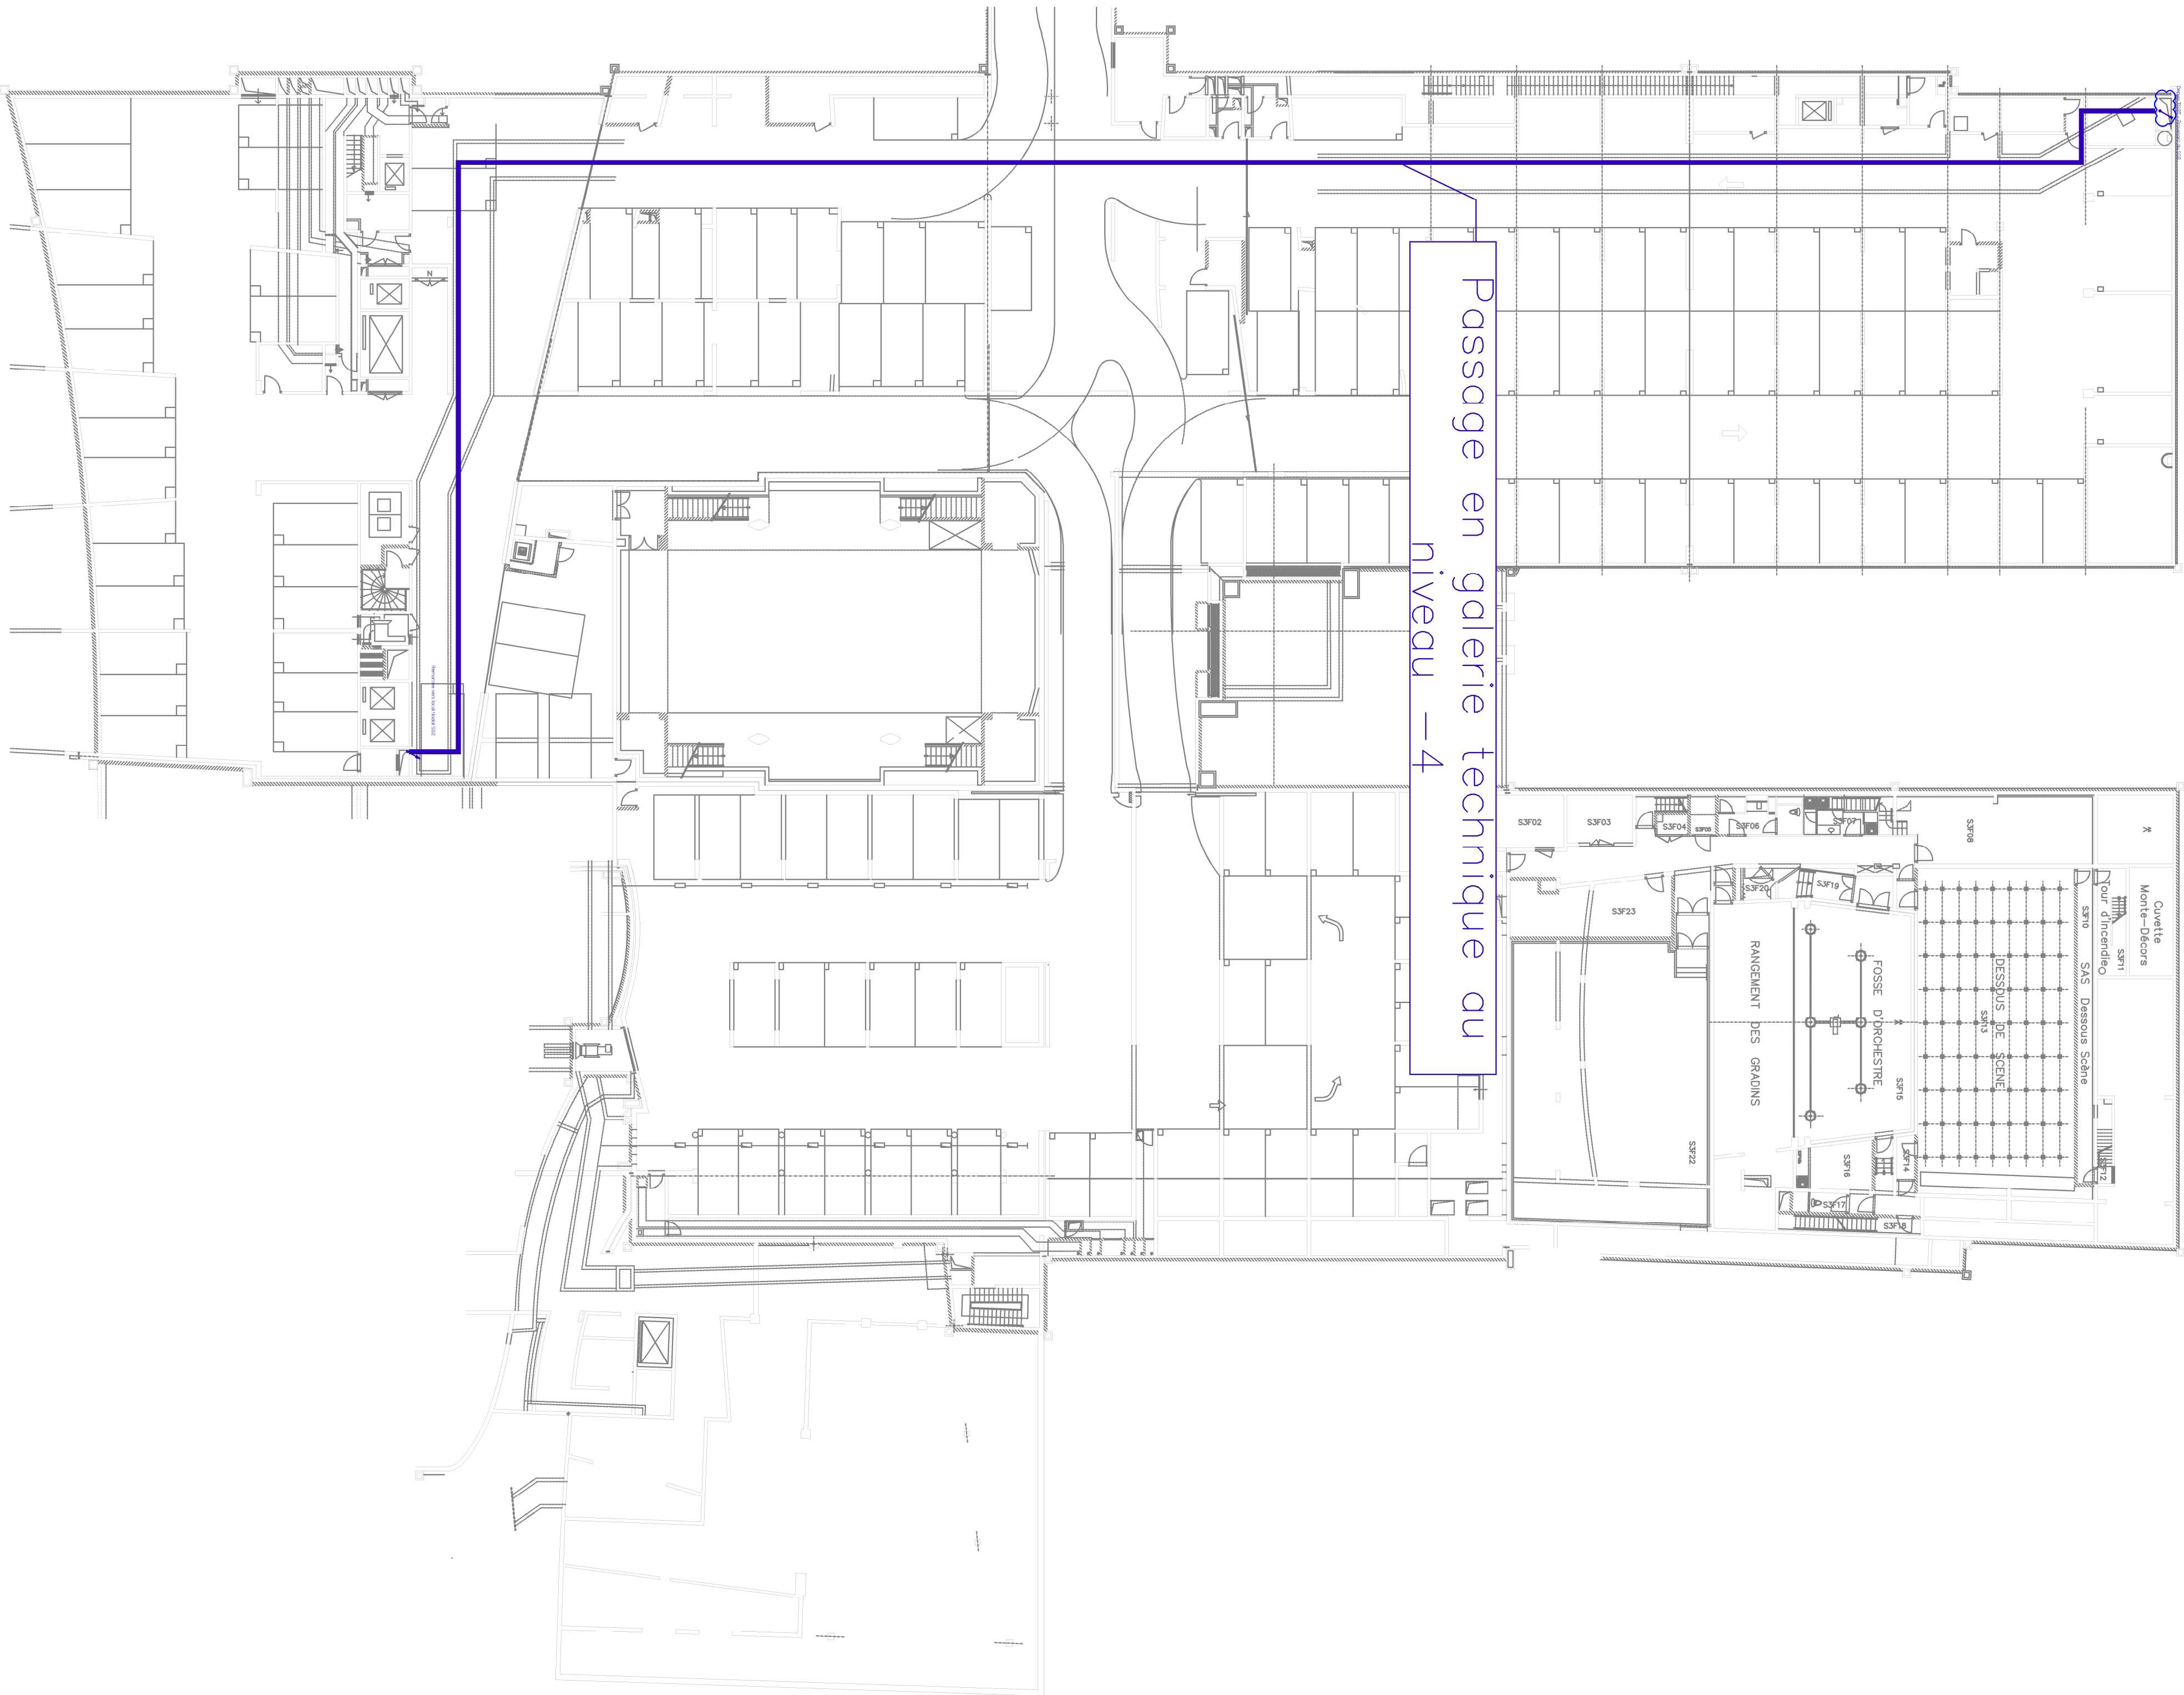 Passage en galerie technique au
niveau -4
N
S3F02
S3F03
S3F04
S3F05
S3F06
S3F07
S3F08
S3F20
S3F19
S3F23
S3F10
Tour d'Incendie
S3F11
Cuvette
Monte-Décors
SAS Dessous Scène
DESSOUS DE SCENE
S3F13
FOSSE D'ORCHESTRE
S3F15
RANGEMENT DES GRADINS
S3F22
S3F16
S3F14
S3F12
S3F17
S3F18